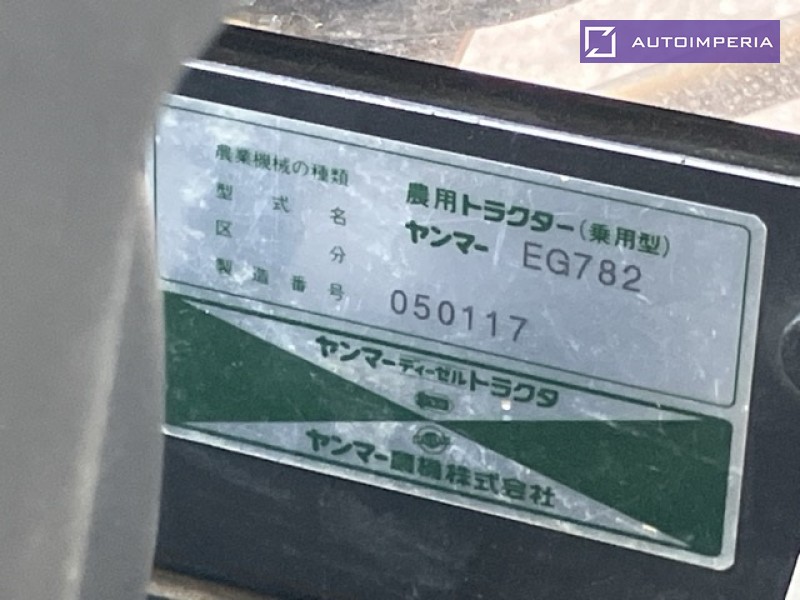 AUTOIMPERIA
農業機械の種類 農用トラクター(乗用型)
型式名 ヤンマー EG782
区分
製造番号 050117
ヤンマーディーゼルトラクタ
ヤンマー農機株式会社